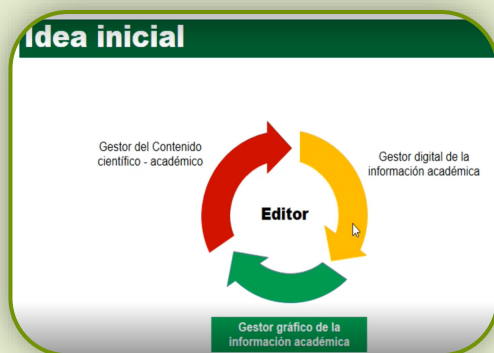 Idea inicial
Gestor del Contenido
científico - académico
Gestor digital de la
información académica
Editor
Gestor gráfico de la
información académica